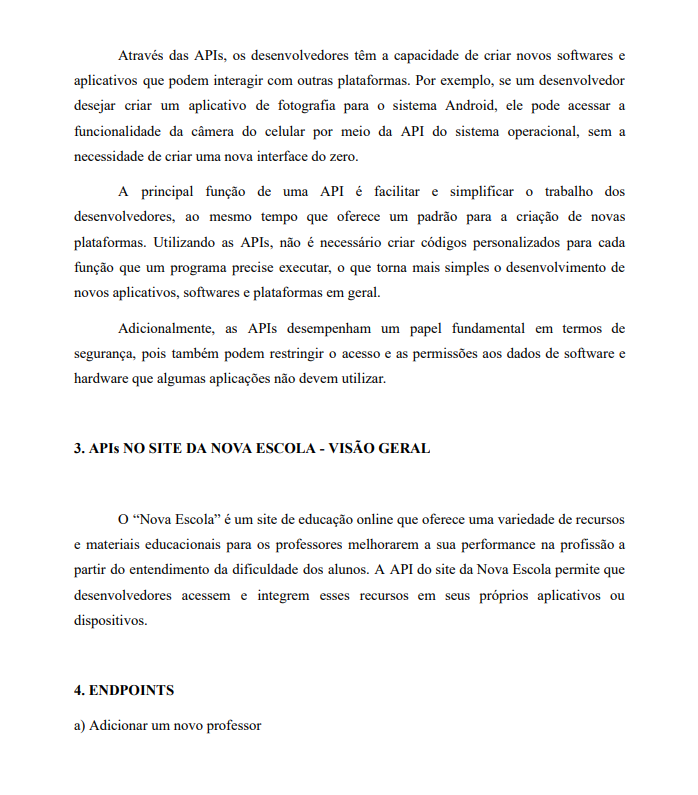 Através das APIs, os desenvolvedores têm a capacidade de criar novos softwares e
aplicativos que podem interagir com outras plataformas. Por exemplo, se um desenvolvedor
desejar criar um aplicativo de fotografia para o sistema Android, ele pode acessar a
funcionalidade da câmera do celular por meio da API do sistema operacional, sem a
necessidade de criar uma nova interface do zero.
A principal função de uma API é facilitar e simplificar o trabalho dos
desenvolvedores, ao mesmo tempo que oferece um padrão para a criação de novas
plataformas. Utilizando as APIs, não é necessário criar códigos personalizados para cada
função que um programa precise executar, o que torna mais simples o desenvolvimento de
novos aplicativos, softwares e plataformas em geral.
Adicionalmente, as APIs desempenham um papel fundamental em termos de
segurança, pois também podem restringir o acesso e as permissões aos dados de software e
hardware que algumas aplicações não devem utilizar.
3. APIs NO SITE DA NOVA ESCOLA - VISÃO GERAL
O “Nova Escola” é um site de educação online que oferece uma variedade de recursos
e materiais educacionais para os professores melhorarem a sua performance na profissão a
partir do entendimento da dificuldade dos alunos. A API do site da Nova Escola permite que
desenvolvedores acessem e integrem esses recursos em seus próprios aplicativos ou
dispositivos.
4. ENDPOINTS
a) Adicionar um novo professor